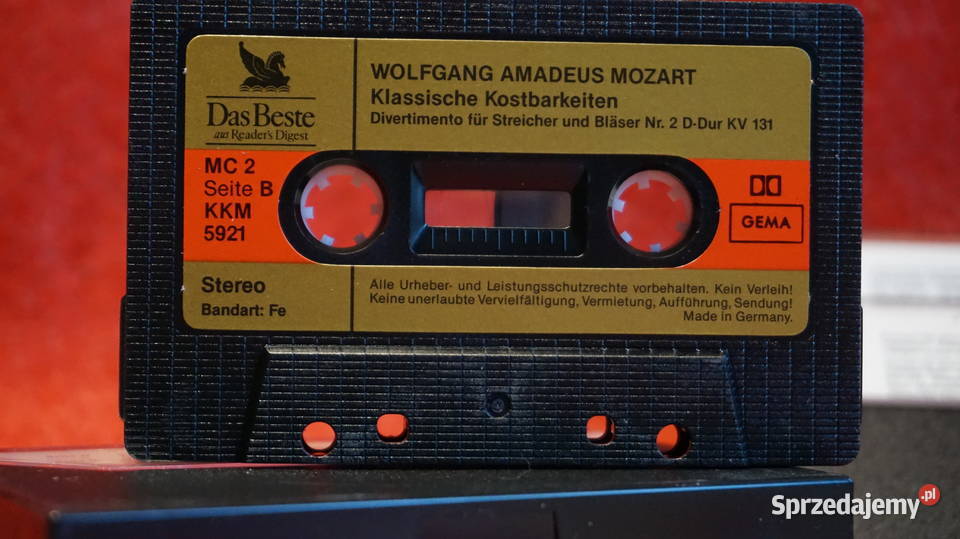 Das Beste
aus Reader's Digest
WOLFGANG AMADEUS MOZART
Klassische Kostbarkeiten
Divertimento für Streicher und Bläser Nr. 2 D-Dur KV 131
MC 2
Seite B
KKM
5921
GEMA
Stereo
Bandart: Fe
Alle Urheber- und Leistungsschutzrechte vorbehalten. Kein Verleih!
Keine unerlaubte Vervielfältigung, Vermietung, Aufführung, Sendung!
Made in Germany.
Sprzedajemy.pl